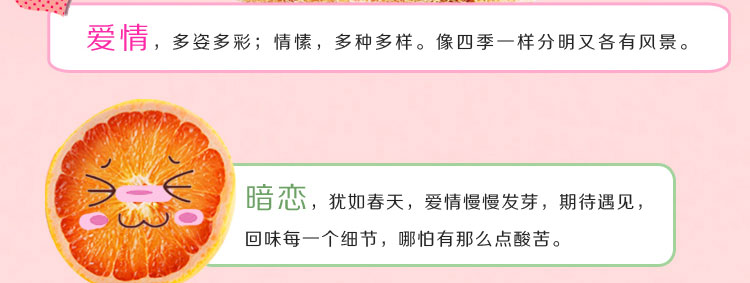 爱情，多姿多彩；情愫，多种多样。像四季一样分明又各有风景。
暗恋，犹如春天，爱情慢慢发芽，期待遇见，
回味每一个细节，哪怕有那么点酸苦。